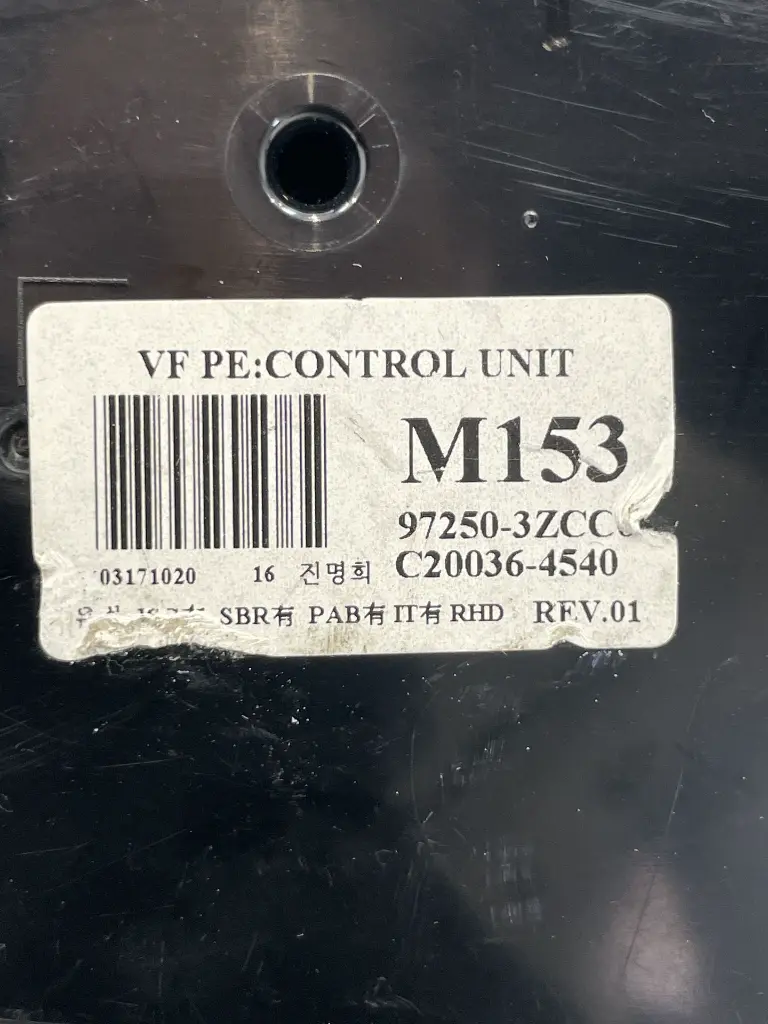 VF PE:CONTROL UNIT
M153
97250-3ZCC
C20036-4540
03171020 16 진명희
SBR有 PAB有 IT有 RHD REV.01